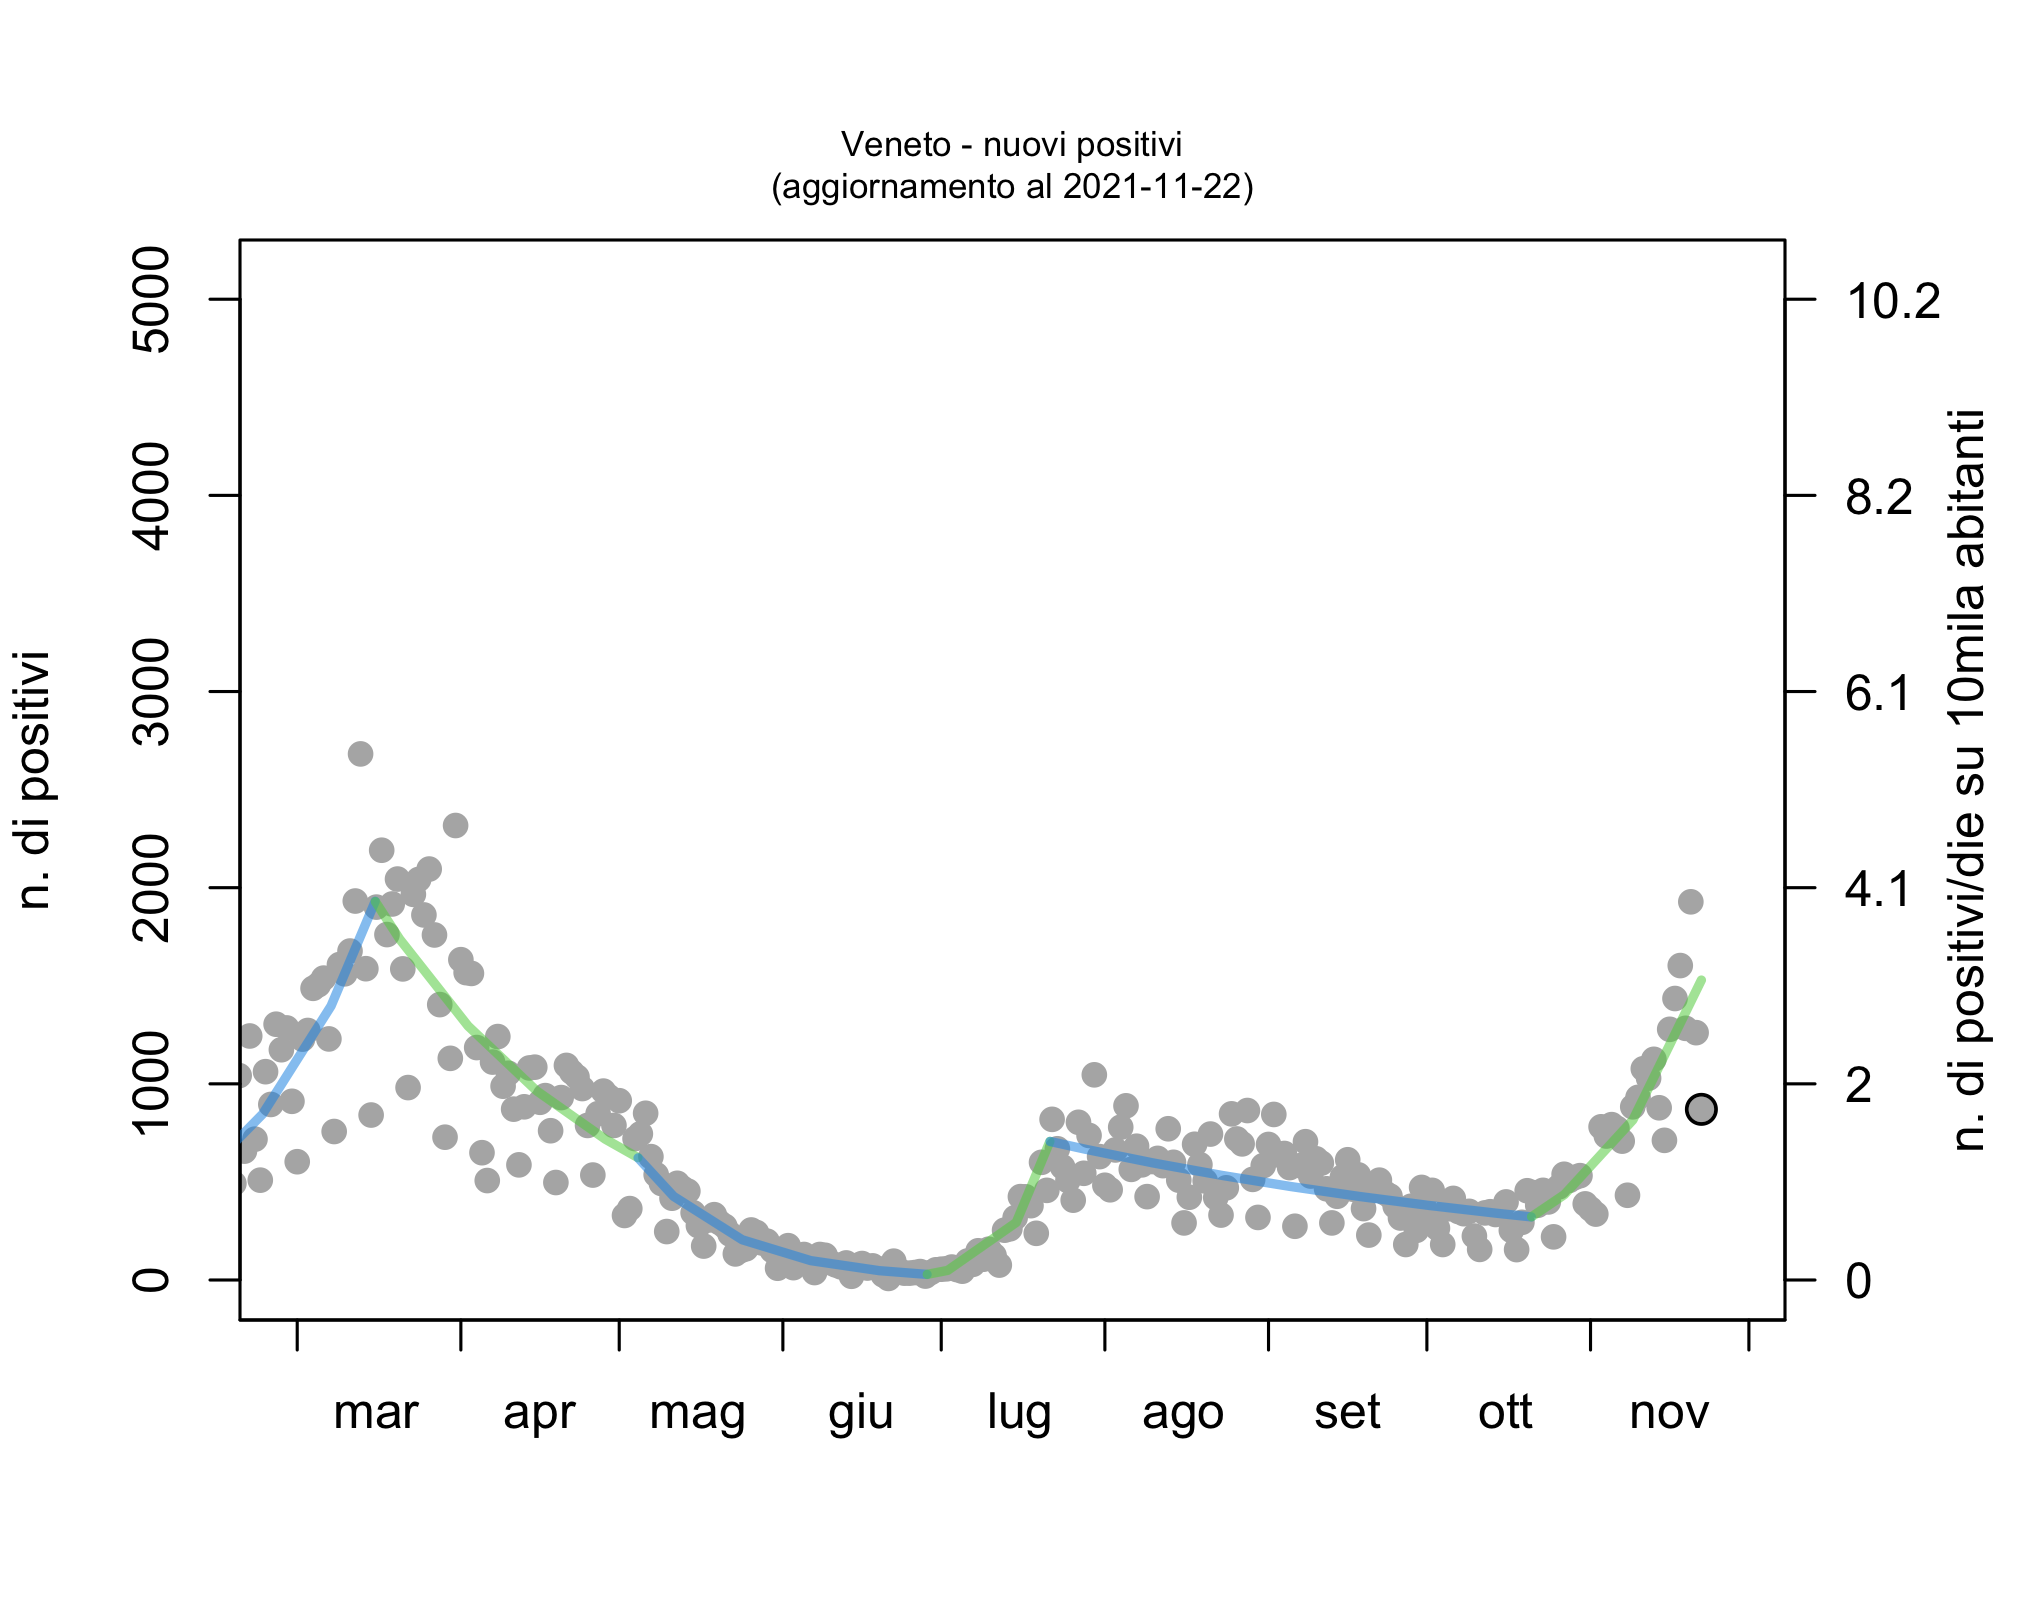 Veneto - nuovi positivi
(aggiornamento al 2021-11-22)
n. di positivi
5000
4000
3000
2000
1000
0
10.2
8.2
6.1
4.1
2
0
n. di positivi/die su 10mila abitanti
mar apr mag giu lug ago set ott nov